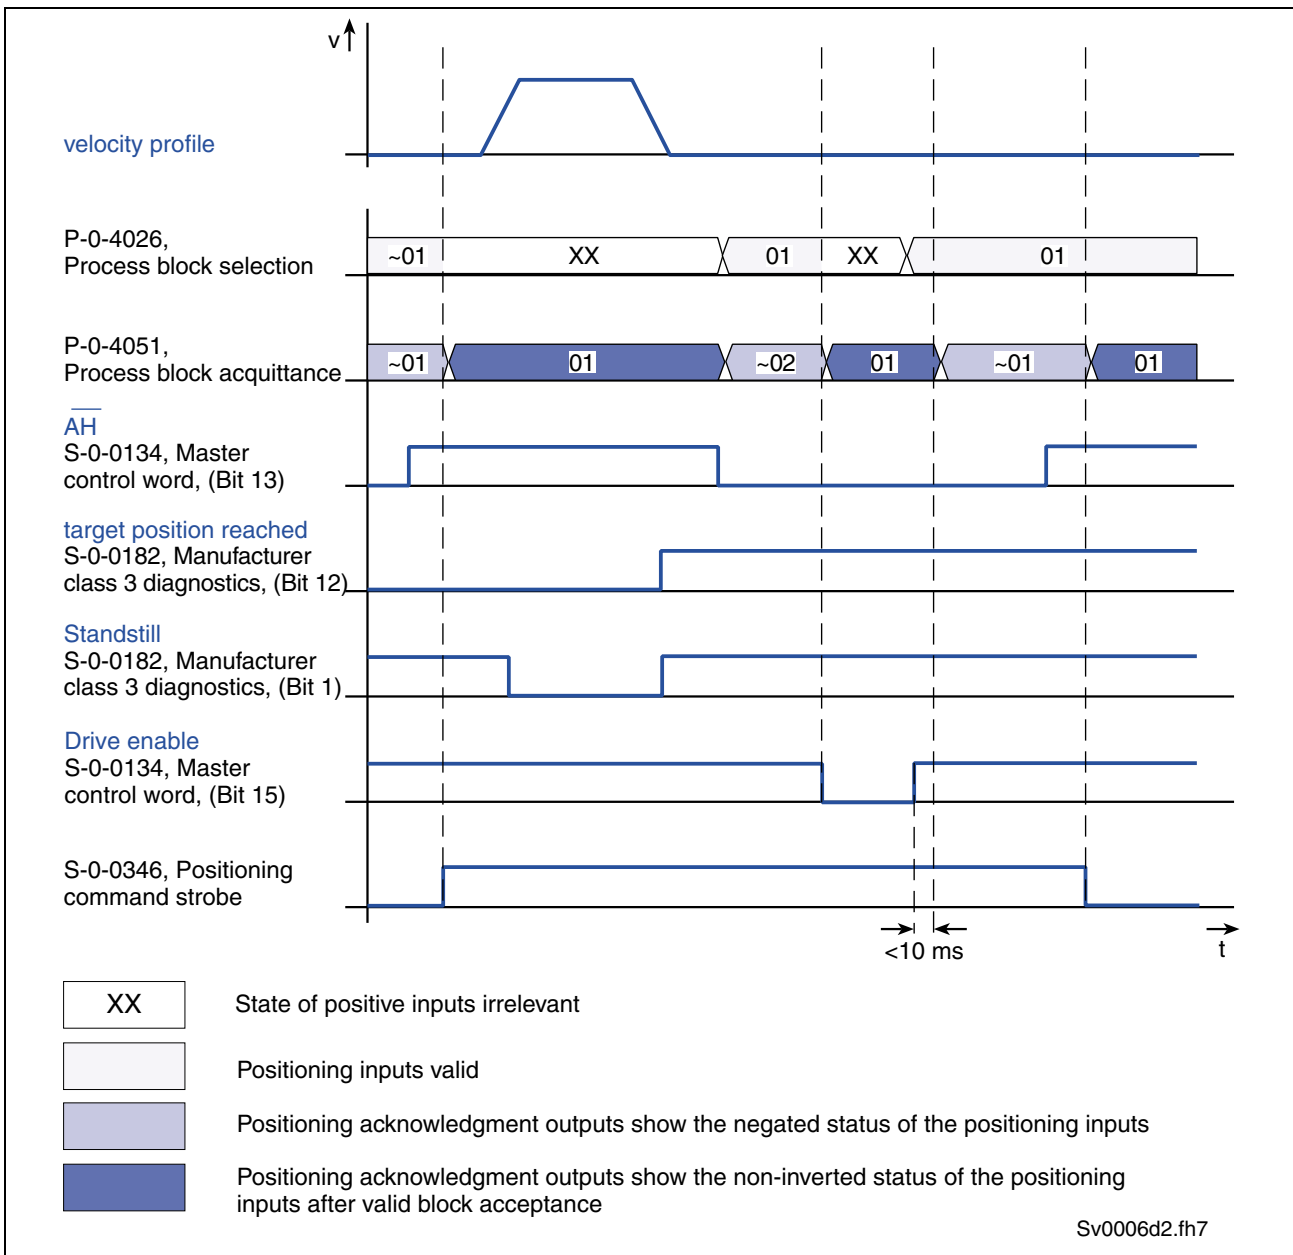 v
velocity profile
P-0-4026,
Process block selection
~01
XX
01
XX
01
P-0-4051,
Process block acquittance
~01
01
~02
01
~01
01
AH
S-0-0134, Master
control word, (Bit 13)
target position reached
S-0-0182, Manufacturer
class 3 diagnostics, (Bit 12)
Standstill
S-0-0182, Manufacturer
class 3 diagnostics, (Bit 1)
Drive enable
S-0-0134, Master
control word, (Bit 15)
S-0-0346, Positioning
command strobe
<10 ms
t
XX
State of positive inputs irrelevant
Positioning inputs valid
Positioning acknowledgment outputs show the negated status of the positioning inputs
Positioning acknowledgment outputs show the non-inverted status of the positioning
inputs after valid block acceptance
Sv0006d2.fh7